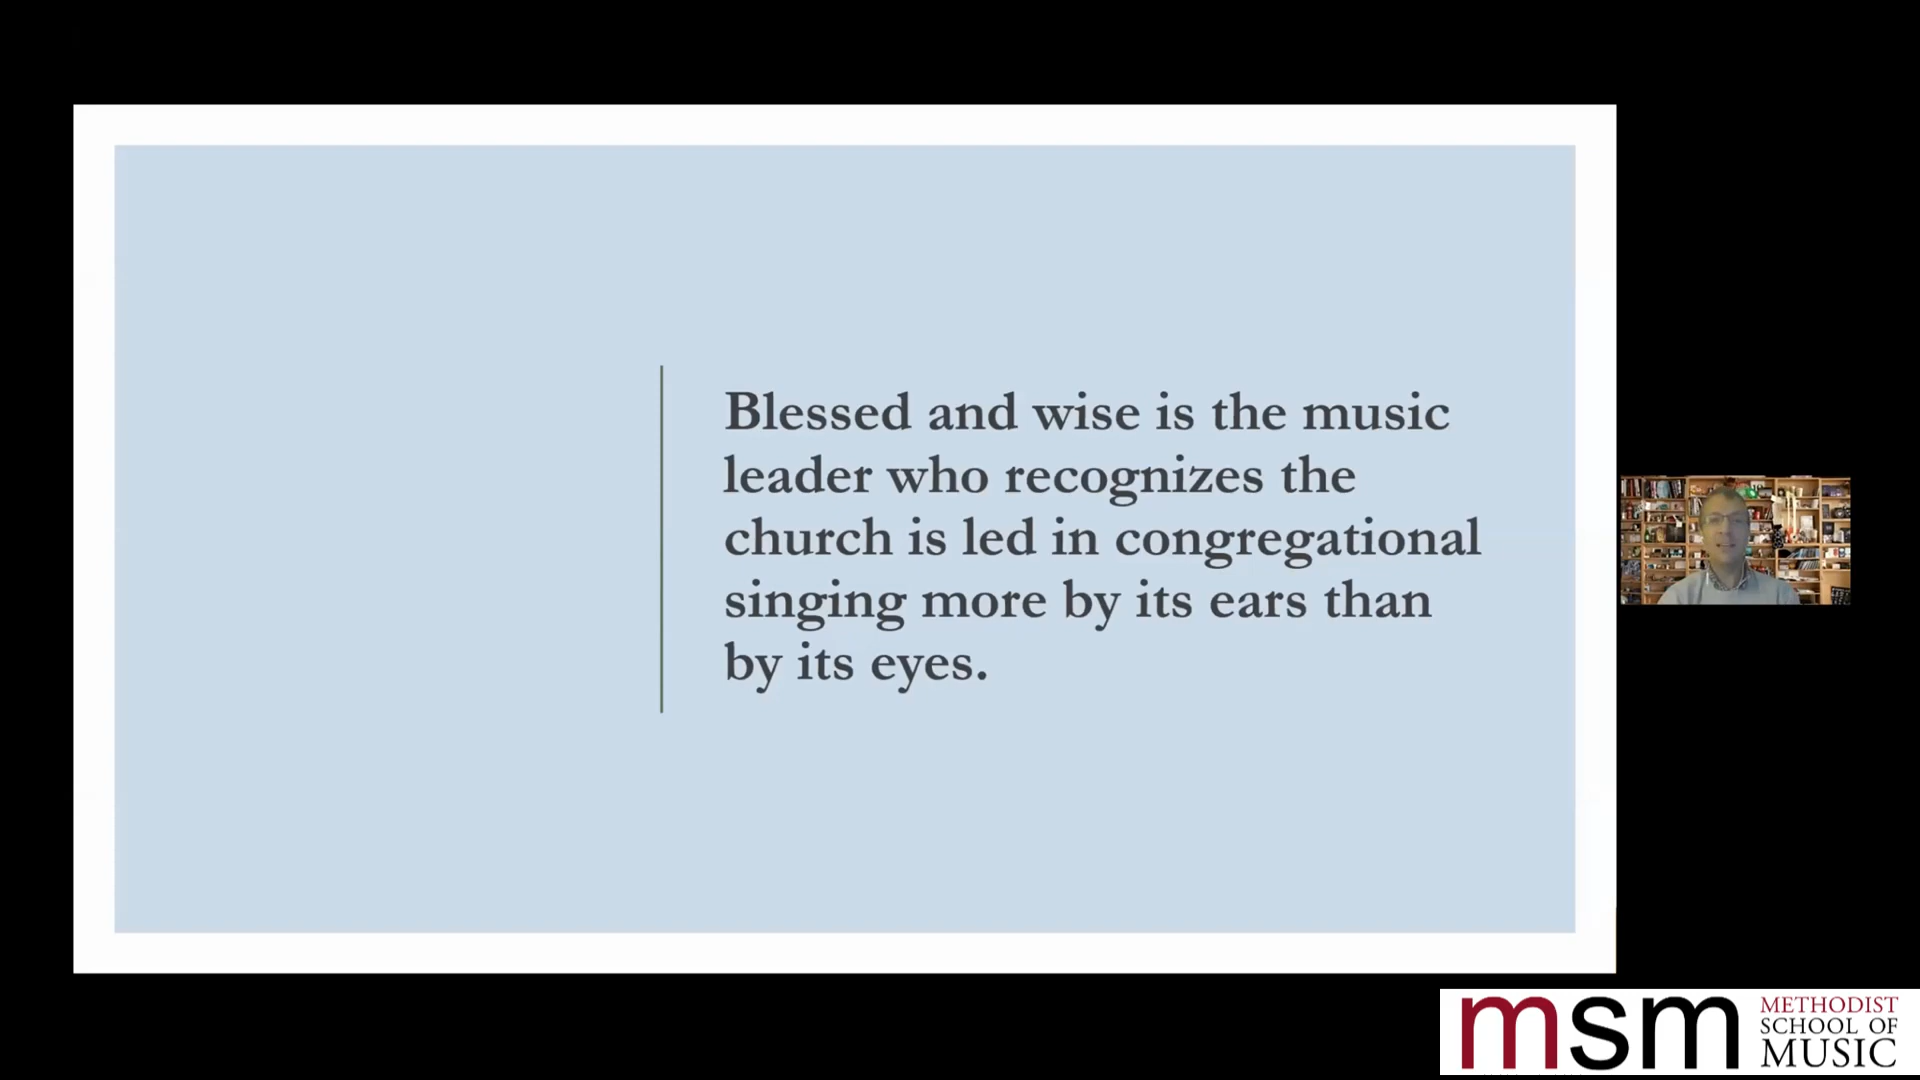 Blessed and wise is the music
leader who recognizes the
church is led in congregational
singing more by its ears than
by its eyes.
msm
METHODIST
SCHOOL OF
MUSIC